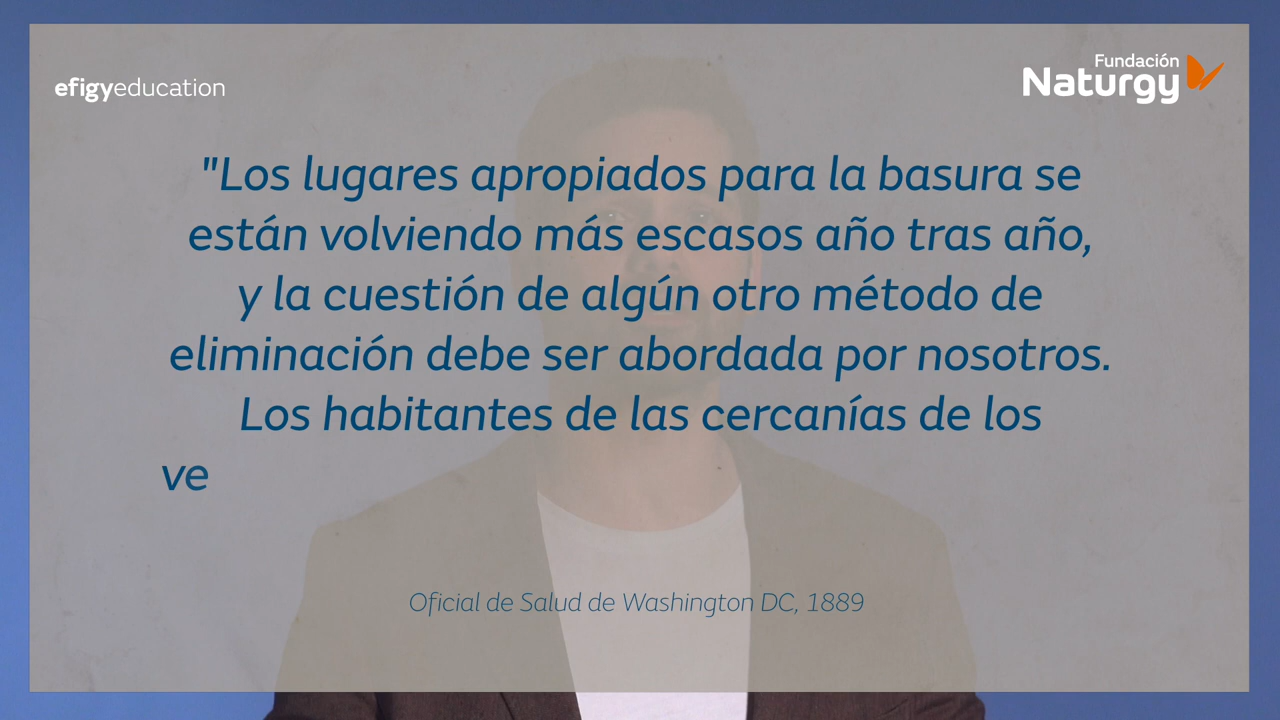 efigyeducation
Fundación
Naturgy
"Los lugares apropiados para la basura se
están volviendo más escasos año tras año,
y la cuestión de algún otro método de
eliminación debe ser abordada por nosotros.
Los habitantes de las cercanías de los
ve
Oficial de Salud de Washington DC, 1889